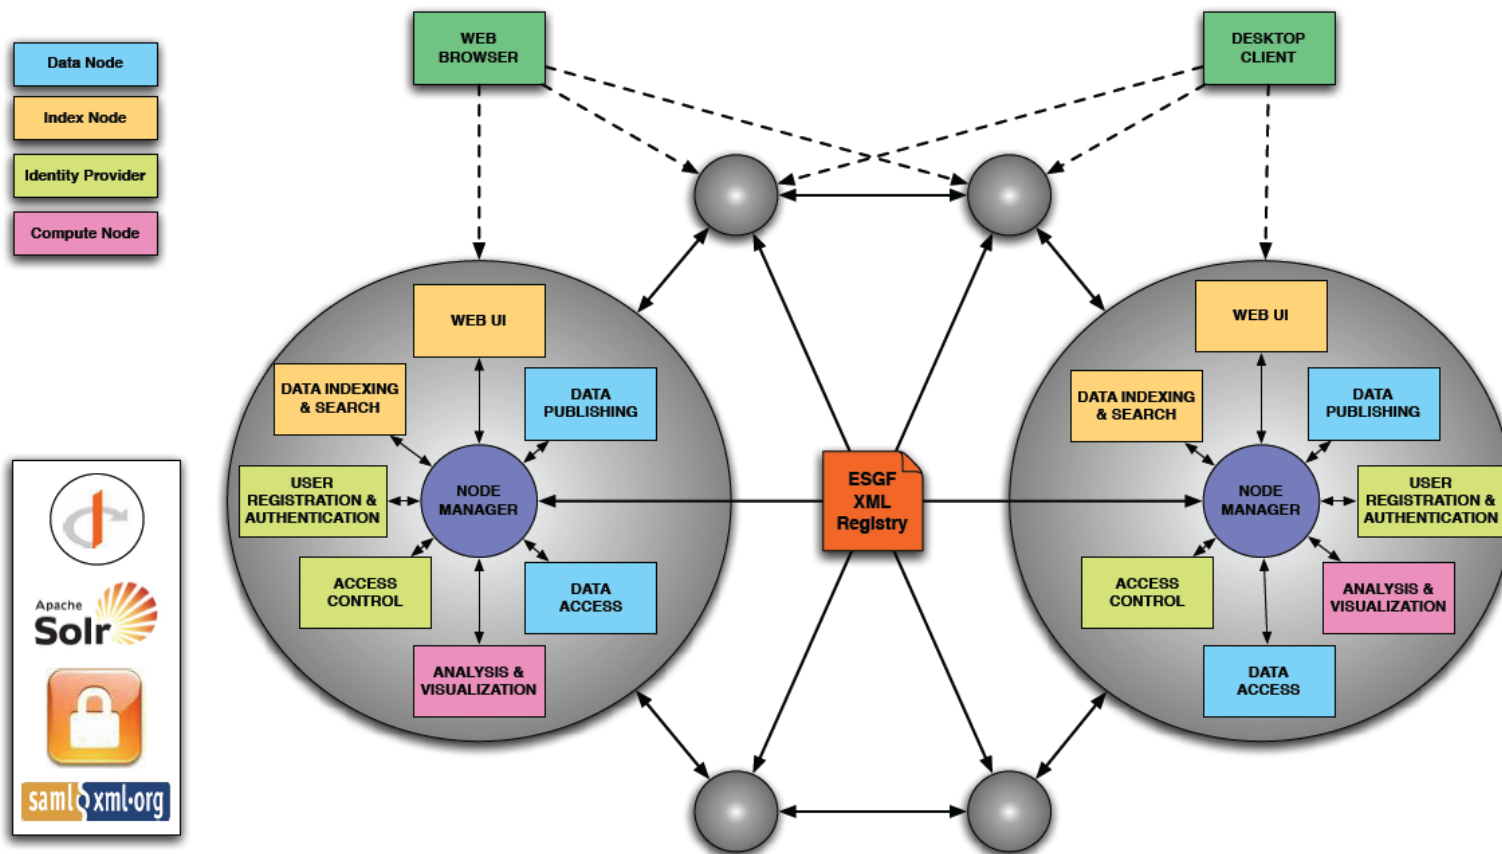 WEB
BROWSER
DESKTOP
CLIENT
Data Node
Index Node
Identity Provider
Compute Node
WEB UI
DATA INDEXING
& SEARCH
DATA
PUBLISHING
USER
REGISTRATION &
AUTHENTICATION
NODE
MANAGER
ACCESS
CONTROL
DATA
ACCESS
ANALYSIS &
VISUALIZATION
ESGF
XML
Registry
WEB UI
DATA INDEXING
& SEARCH
DATA
PUBLISHING
NODE
MANAGER
USER
REGISTRATION &
AUTHENTICATION
ACCESS
CONTROL
ANALYSIS &
VISUALIZATION
DATA
ACCESS
Apache
Solr
saml xml.org